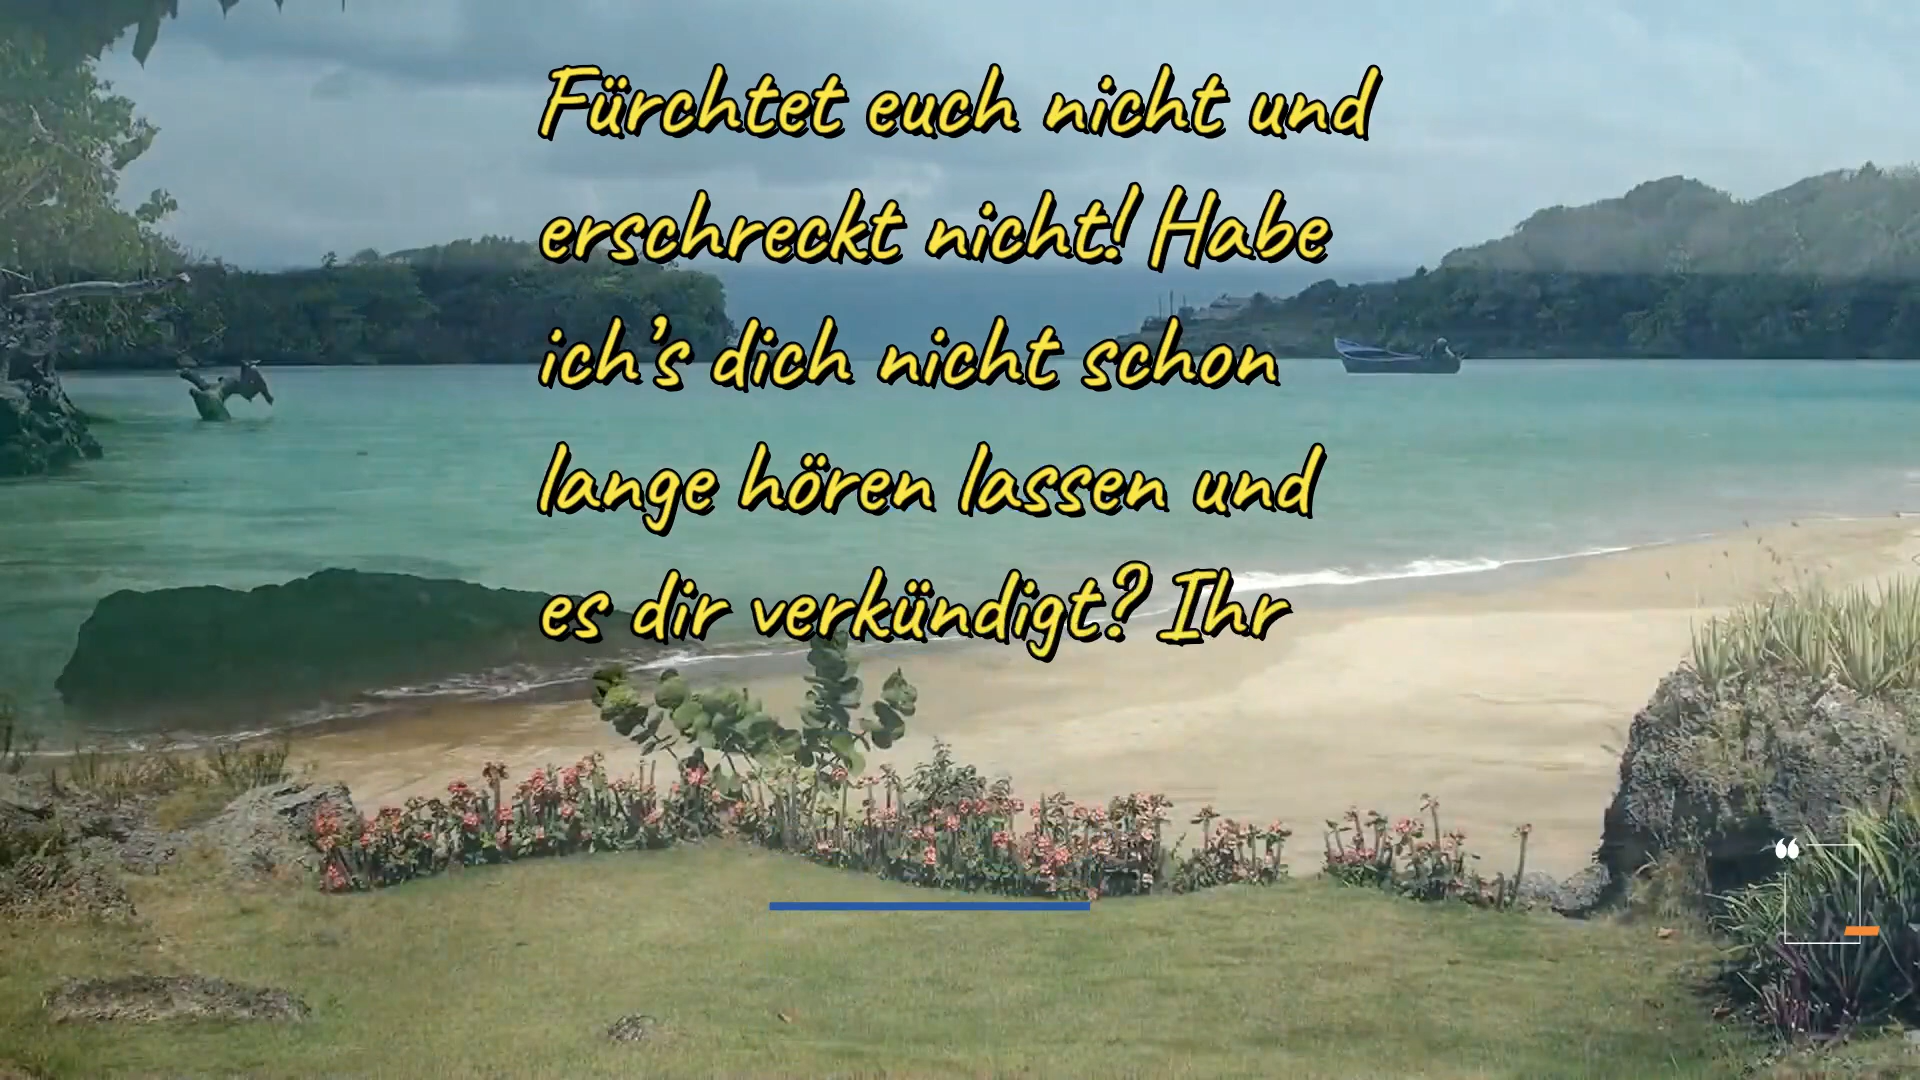 Fürchtet euch nicht und
erschreckt nicht! Habe
ich's dich nicht schon
lange hören lassen und
es dir verkündigt? Ihr